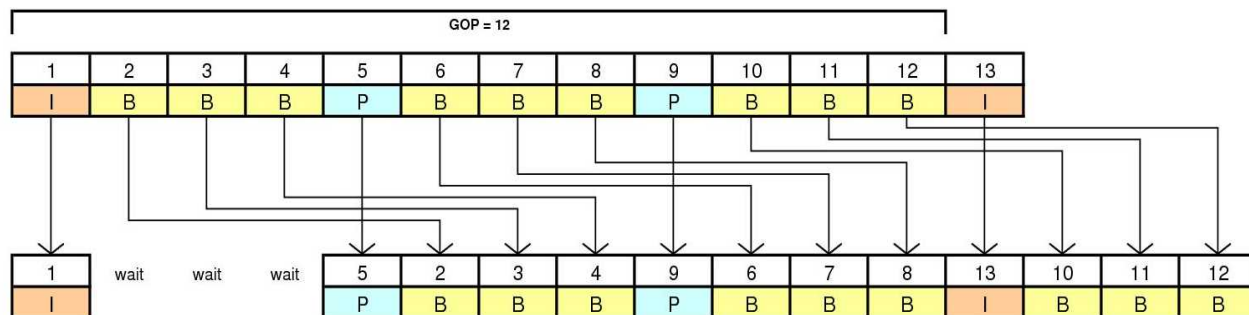 GOP = 12
1 2 3 4 5 6 7 8 9 10 11 12 13
I B B B P B B B P B B B I
1 wait wait wait 5 2 3 4 9 6 7 8 13 10 11 12
I P B B B P B B B I B B B